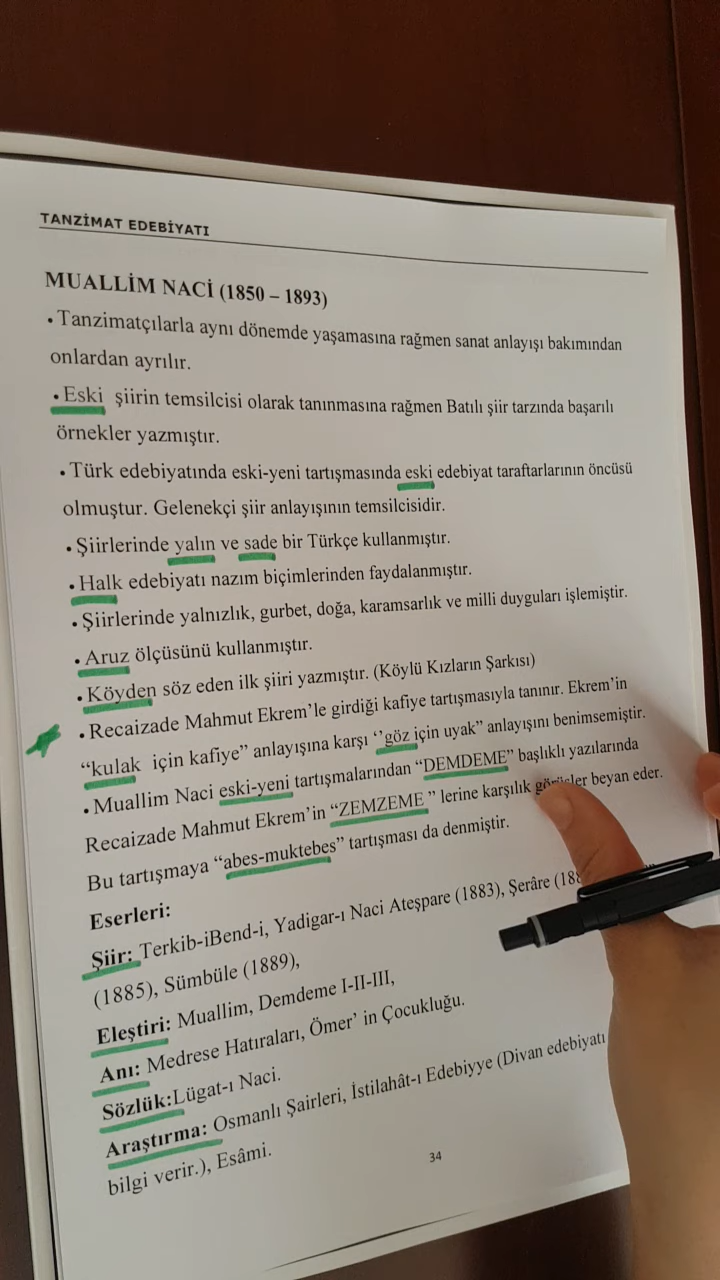 TANZİMAT EDEBİYATI
MUALLİM NACİ (1850 – 1893)
• Tanzimatçılarla aynı dönemde yaşamasına rağmen sanat anlayışı bakımından
onlardan ayrılır.
• Eski şiirin temsilcisi olarak tanınmasına rağmen Batılı şiir tarzında başarılı
örnekler yazmıştır.
• Türk edebiyatında eski-yeni tartışmasında eski edebiyat taraftarlarının öncüsü
olmuştur. Gelenekçi şiir anlayışının temsilcisidir.
• Şiirlerinde yalın ve sade bir Türkçe kullanmıştır.
• Halk edebiyatı nazım biçimlerinden faydalanmıştır.
• Şiirlerinde yalnızlık, gurbet, doğa, karamsarlık ve milli duyguları işlemiştir.
• Aruz ölçüsünü kullanmıştır.
• Köyden söz eden ilk şiiri yazmıştır. (Köylü Kızların Şarkısı)
• Recaizade Mahmut Ekrem’le girdiği kafiye tartışmasıyla tanınır. Ekrem’in
“kulak için kafiye” anlayışına karşı ‘’göz için uyak” anlayışını benimsemiştir.
• Muallim Naci eski-yeni tartışmalarından “DEMDEME” başlıklı yazılarında
Recaizade Mahmut Ekrem’in “ZEMZEME ” lerine karşılık görüşler beyan eder.
Bu tartışmaya “abes-muktebes” tartışması da denmiştir.
Eserleri:
Şiir: Terkib-iBend-i, Yadigar-ı Naci Ateşpare (1883), Şerâre
(1885), Sümbüle (1889),
Eleştiri: Muallim, Demdeme I-II-III,
Anı: Medrese Hatıraları, Ömer’ in Çocukluğu.
Sözlük:Lügat-ı Naci.
Araştırma: Osmanlı Şairleri, İstilahât-ı Edebiyye (Divan edebiyatı
bilgi verir.), Esâmi.
34